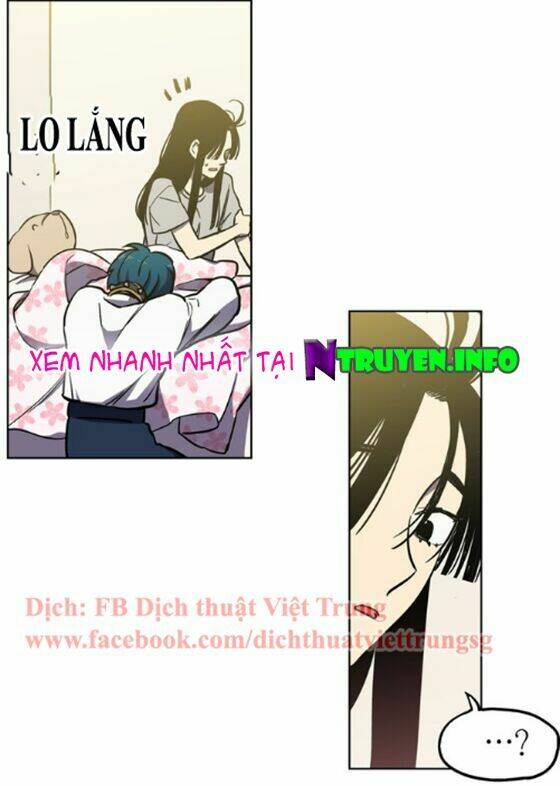 LO LẮNG
XEM NHANH NHẤT TẠI NTRUYEN.INFO
Dịch: FB Dịch thuật Việt Trung
www.facebook.com/dichthuatviettrungsg
...?